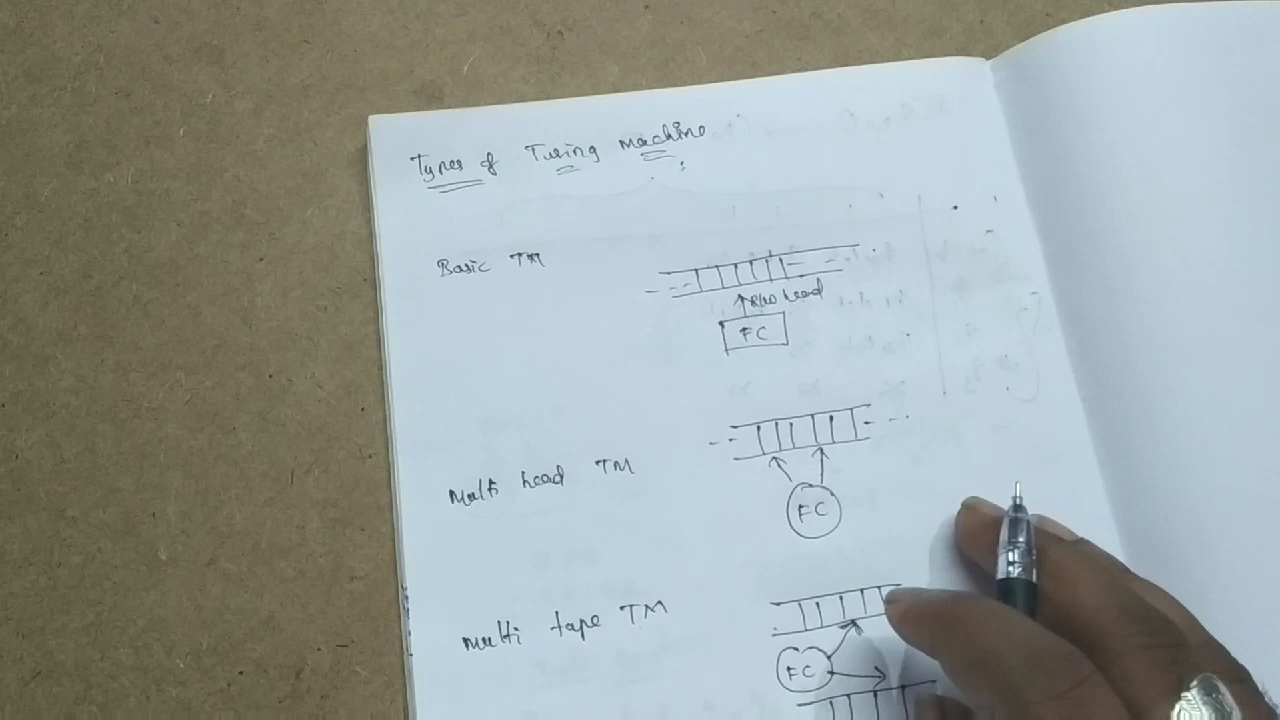 Types of Turing Machine
Basic TM
R/W head
FC
Multi head TM
FC
Multi tape TM
FC